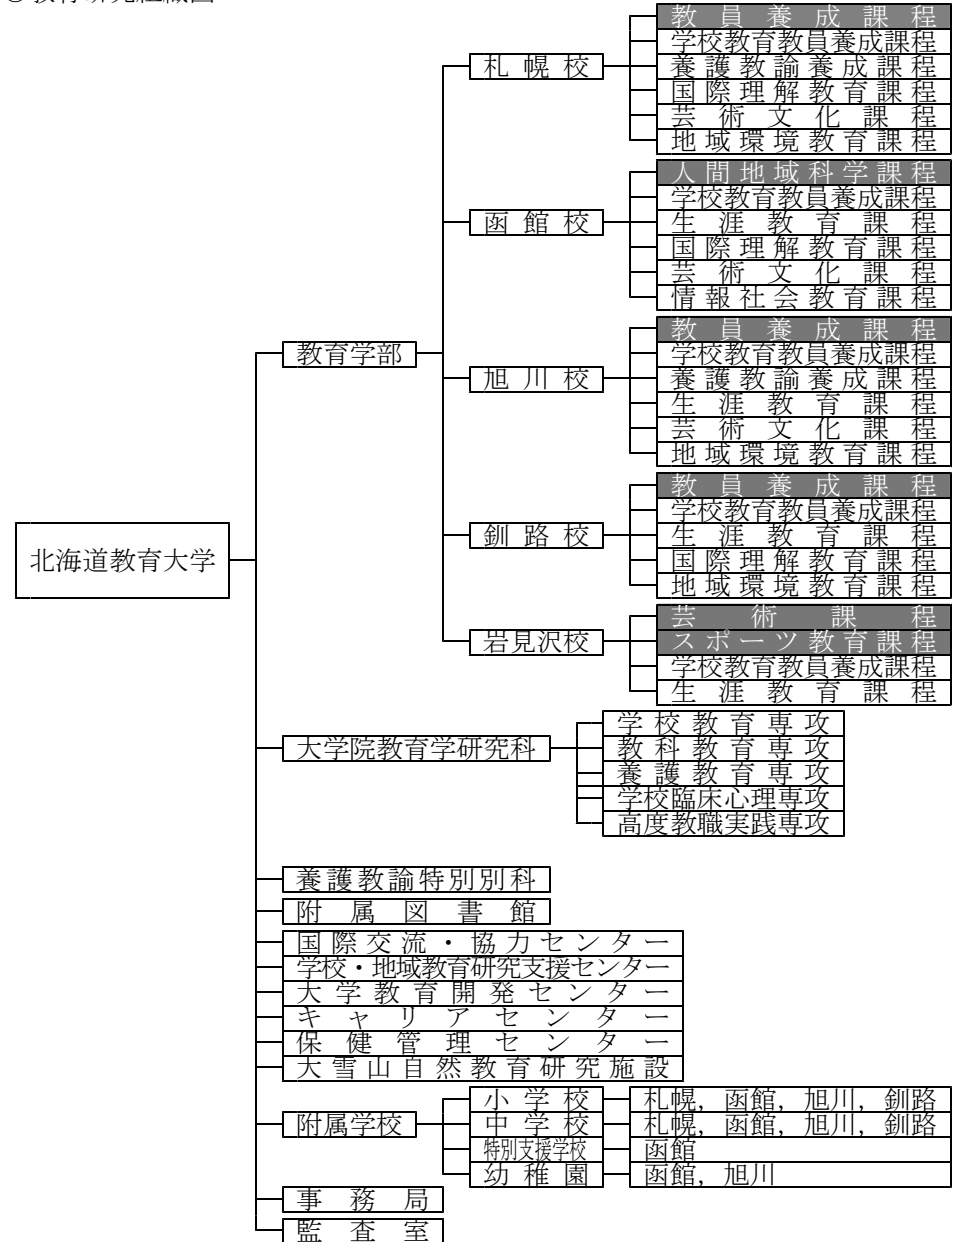 教員養成課程
学校教育教員養成課程
札幌校
養護教諭養成課程
国際理解教育課程
芸術文化課程
地域環境教育課程
人間地域科学課程
学校教育教員養成課程
函館校
生涯教育課程
国際理解教育課程
芸術文化課程
情報社会教育課程
教育学部
教員養成課程
学校教育教員養成課程
旭川校
養護教諭養成課程
生涯教育課程
芸術文化課程
地域環境教育課程
北海道教育大学
教員養成課程
学校教育教員養成課程
釧路校
生涯教育課程
国際理解教育課程
地域環境教育課程
芸術課程
岩見沢校
スポーツ教育課程
学校教育教員養成課程
生涯教育課程
大学院教育学研究科
学校教育専攻
教科教育専攻
養護教育専攻
学校臨床心理専攻
高度教職実践専攻
養護教諭特別別科
附属図書館
国際交流・協力センター
学校・地域教育研究支援センター
大学教育開発センター
キャリアセンター
保健管理センター
大雪山自然教育研究施設
附属学校
小学校 札幌，函館，旭川，釧路
中学校 札幌，函館，旭川，釧路
特別支援学校 函館
幼稚園 函館，旭川
事務局
監査室